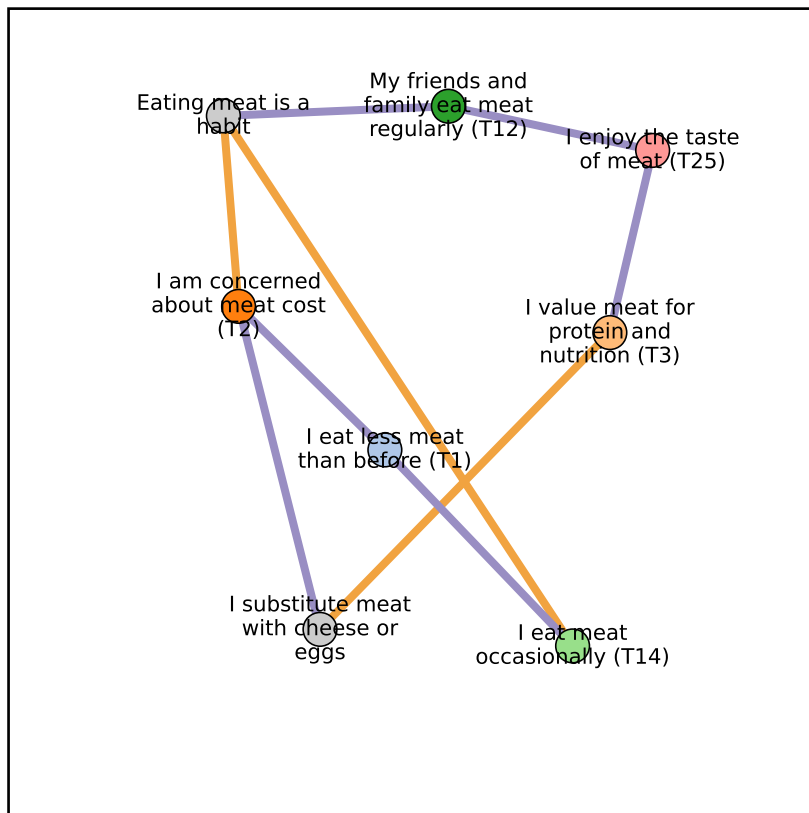 Eating meat is a
habit
My friends and
family eat meat
regularly (T12)
I enjoy the taste
of meat (T25)
I am concerned
about meat cost
(T2)
I value meat for
protein and
nutrition (T3)
I eat less meat
than before (T1)
I substitute meat
with cheese or
eggs
I eat meat
occasionally (T14)